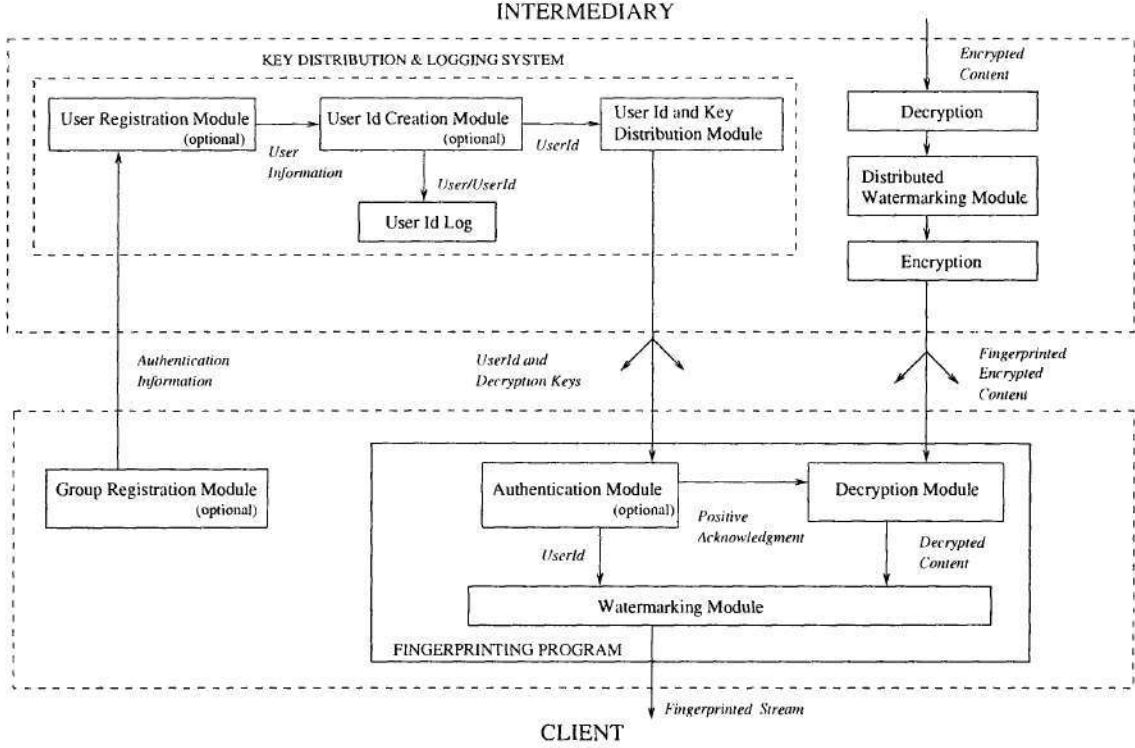 INTERMEDIARY
KEY DISTRIBUTION & LOGGING SYSTEM
Encrypted
Content
User Registration Module
(optional)
User Id Creation Module
(optional)
User Id and Key
Distribution Module
Decryption
User
Information
UserId
User/UserId
User Id Log
Distributed
Watermarking Module
Encryption
Authentication
Information
UserId and
Decryption Keys
Fingerprinted
Encrypted
Content
Group Registration Module
(optional)
Authentication Module
(optional)
Decryption Module
Positive
Acknowledgment
UserId
Decrypted
Content
Watermarking Module
FINGERPRINTING PROGRAM
Fingerprinted Stream
CLIENT